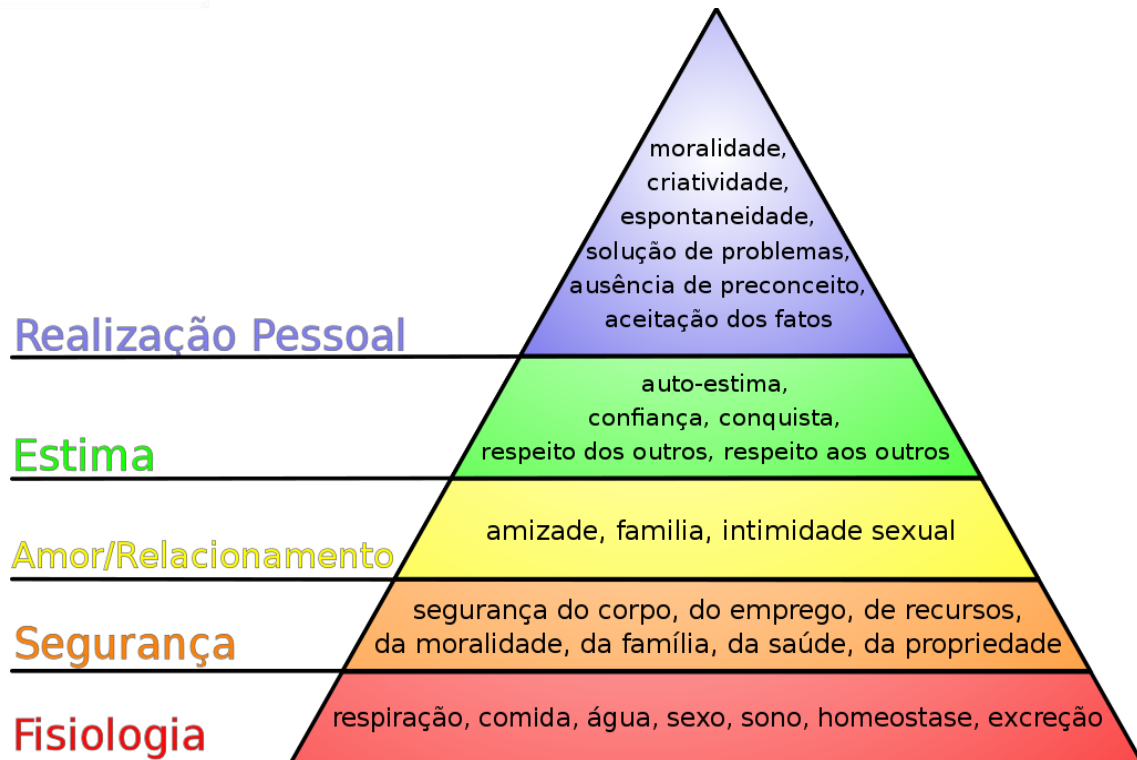 moralidade,
criatividade,
espontaneidade,
solução de problemas,
ausência de preconceito,
aceitação dos fatos
Realização Pessoal
auto-estima,
confiança, conquista,
respeito dos outros, respeito aos outros
Estima
amizade, familia, intimidade sexual
Amor/Relacionamento
segurança do corpo, do emprego, de recursos,
da moralidade, da família, da saúde, da propriedade
Segurança
respiração, comida, água, sexo, sono, homeostase, excreção
Fisiologia